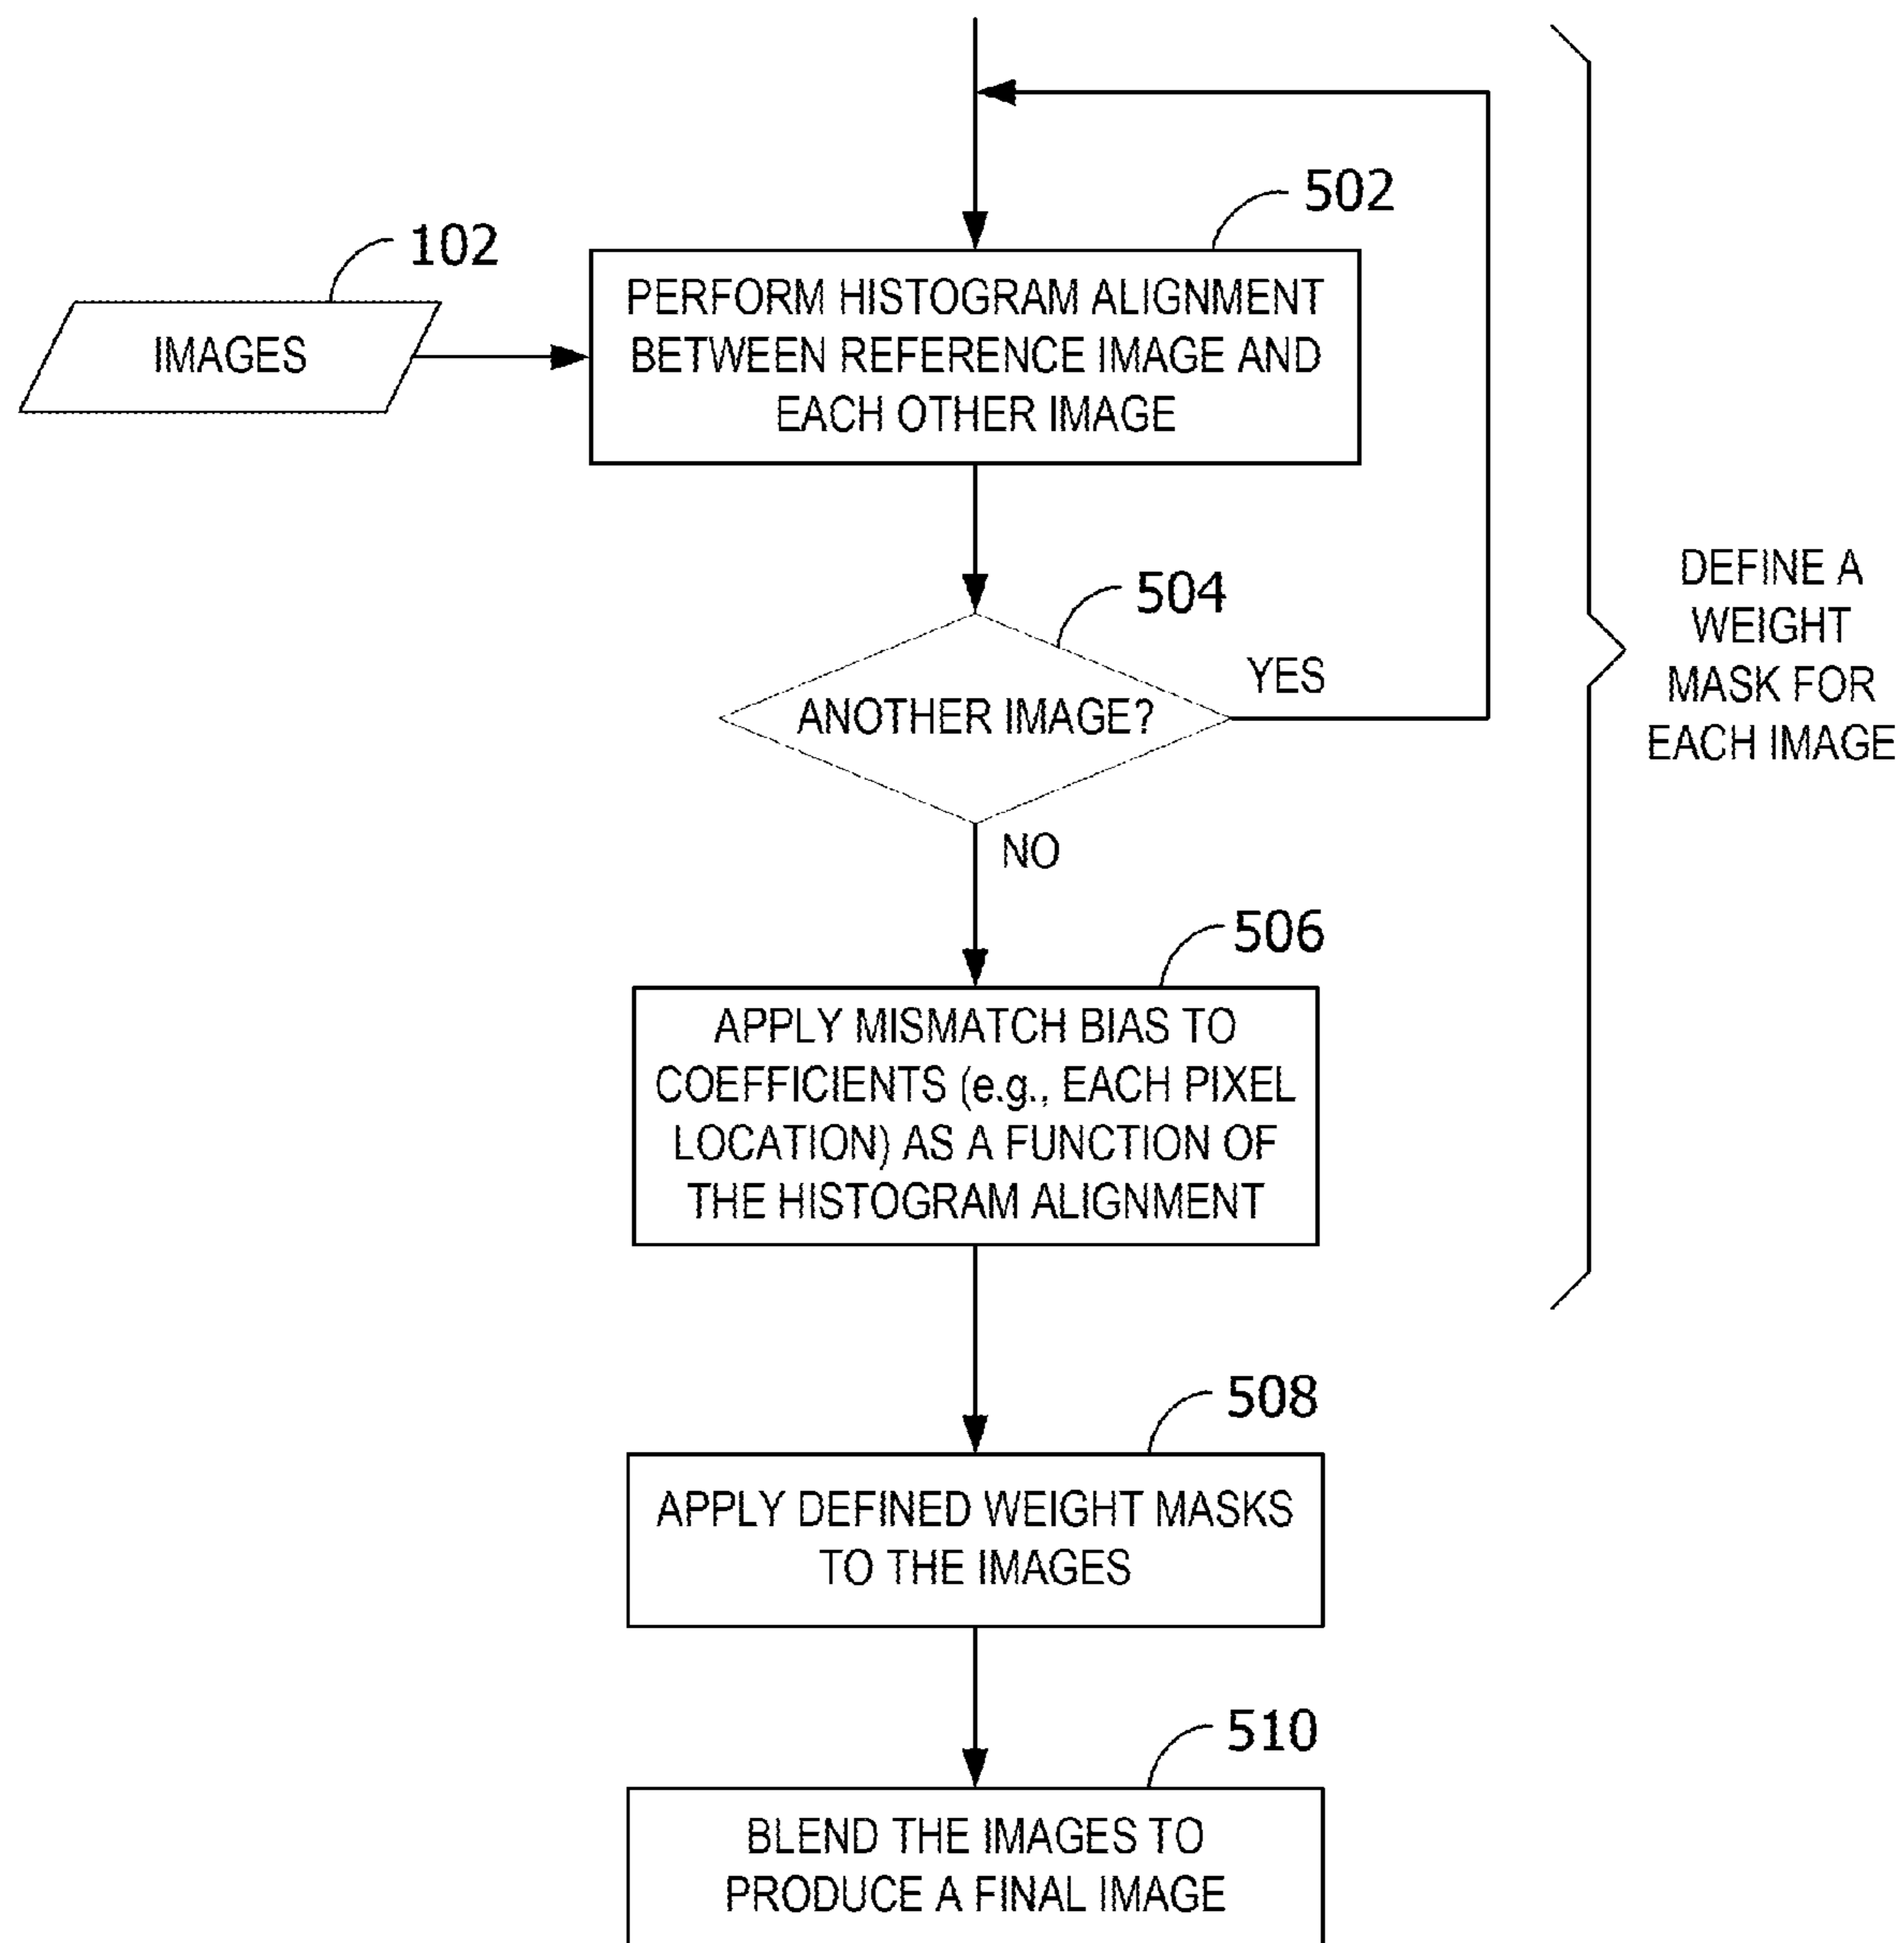 502
102
PERFORM HISTOGRAM ALIGNMENT
BETWEEN REFERENCE IMAGE AND
EACH OTHER IMAGE
IMAGES
504
ANOTHER IMAGE?
YES
NO
DEFINE A
WEIGHT
MASK FOR
EACH IMAGE
506
APPLY MISMATCH BIAS TO
COEFFICIENTS (e.g., EACH PIXEL
LOCATION) AS A FUNCTION OF
THE HISTOGRAM ALIGNMENT
508
APPLY DEFINED WEIGHT MASKS
TO THE IMAGES
510
BLEND THE IMAGES TO
PRODUCE A FINAL IMAGE